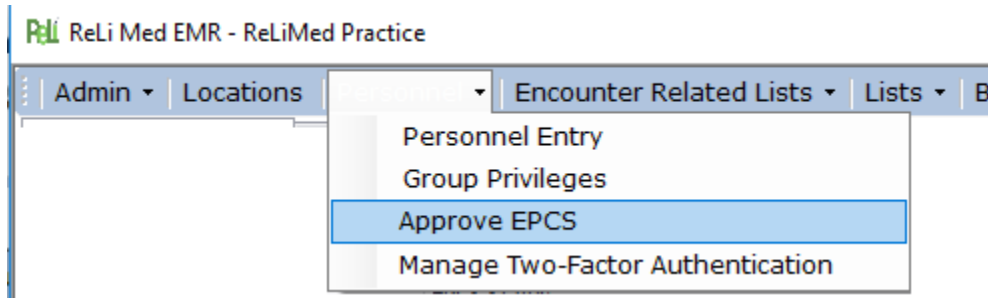 ReLi ReLi Med EMR - ReLiMed Practice
Admin Locations Personnel Encounter Related Lists Lists B
Personnel Entry
Group Privileges
Approve EPCS
Manage Two-Factor Authentication